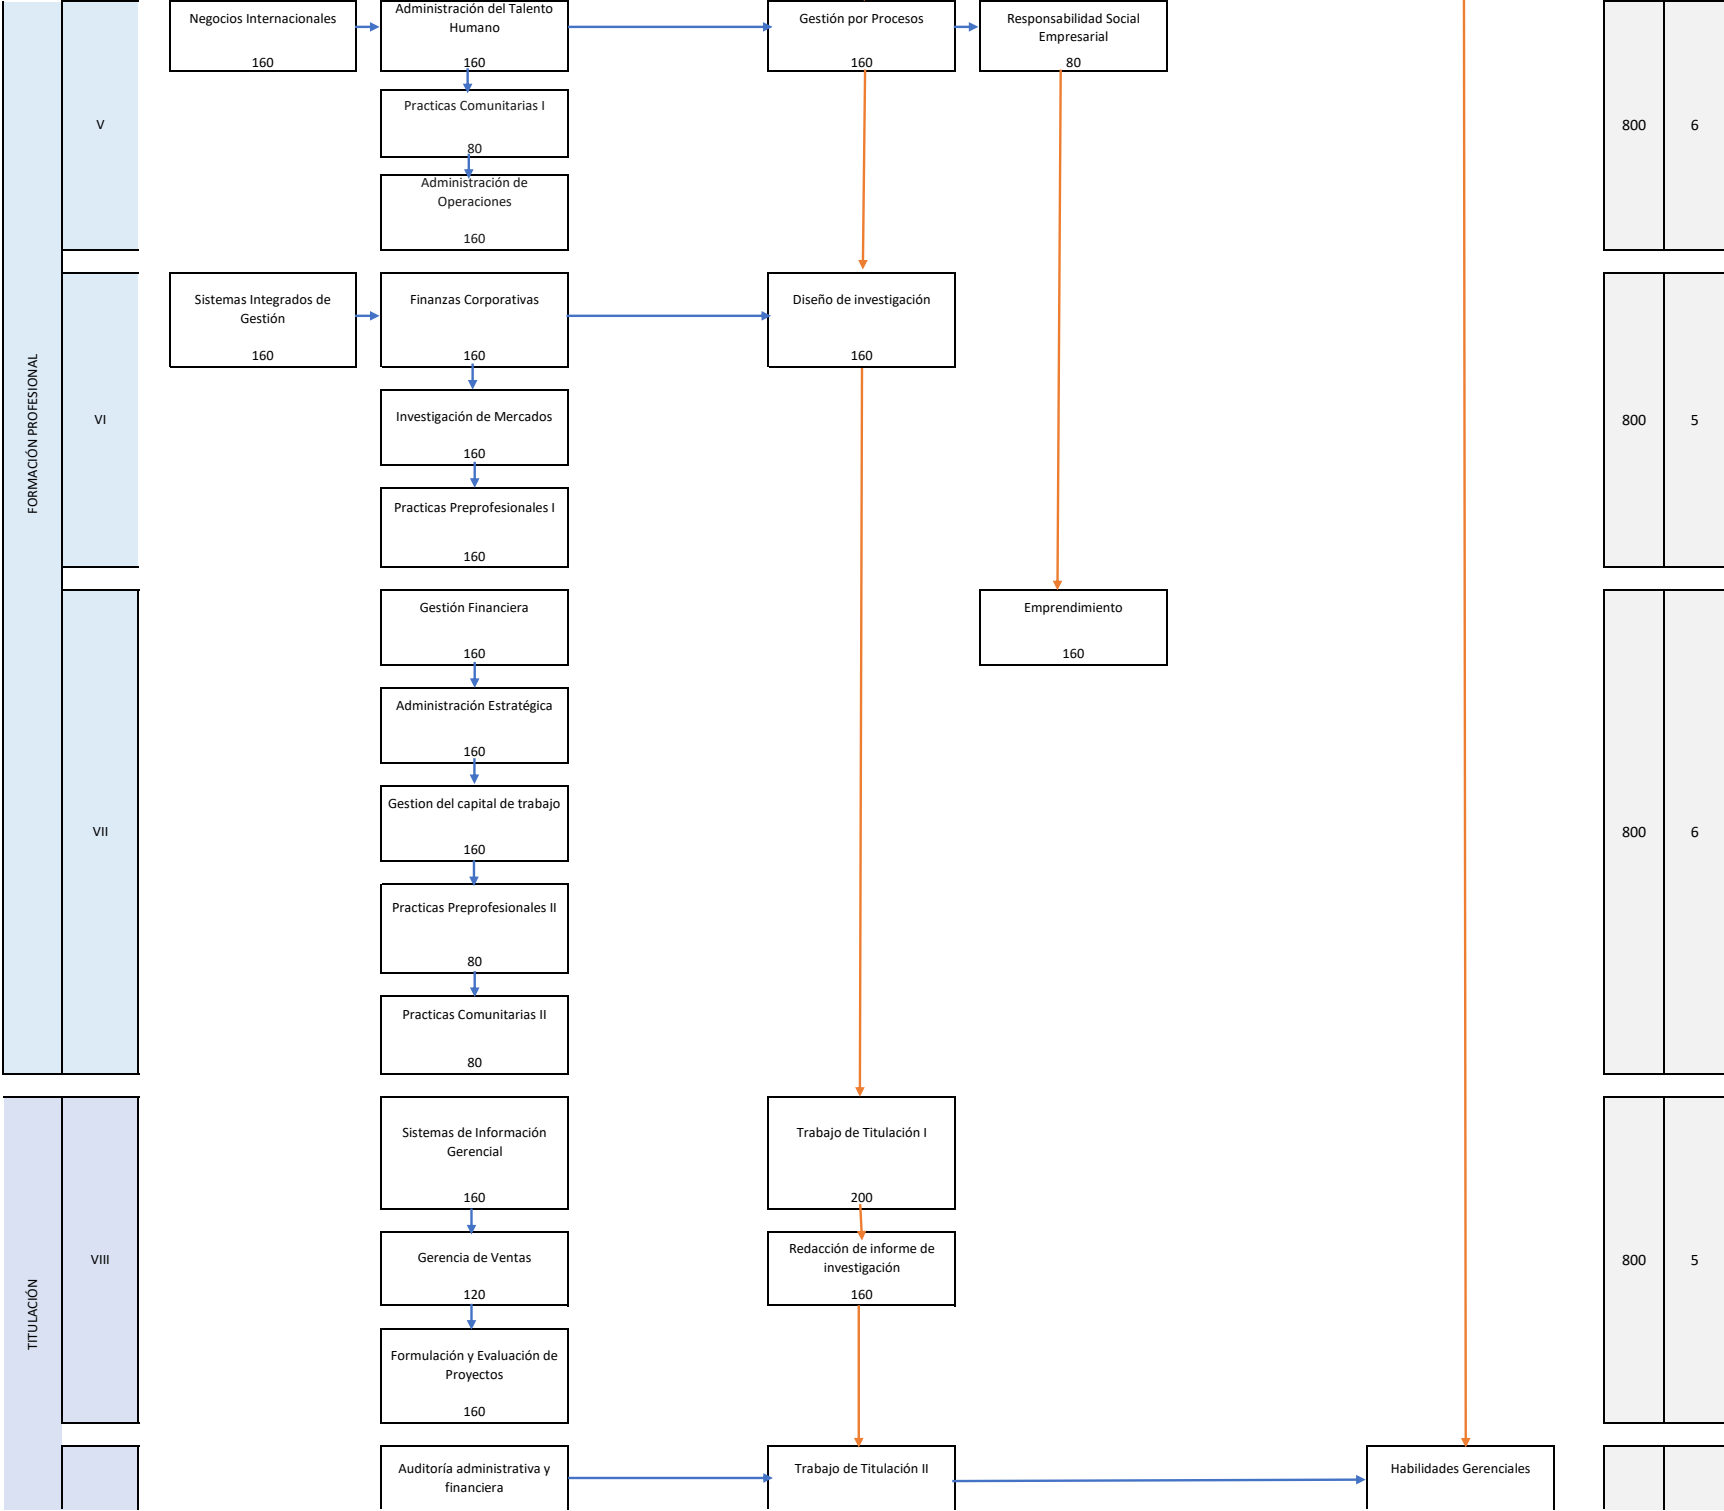 FORMACIÓN PROFESIONAL
V
Negocios Internacionales
160
Administración del Talento
Humano
160
Gestión por Procesos
160
Responsabilidad Social
Empresarial
80
Practicas Comunitarias I
80
Administración de
Operaciones
160
800
6
VI
Sistemas Integrados de
Gestión
160
Finanzas Corporativas
160
Diseño de investigación
160
Investigación de Mercados
160
Practicas Preprofesionales I
160
800
5
VII
Gestión Financiera
160
Emprendimiento
160
Administración Estratégica
160
Gestion del capital de trabajo
160
Practicas Preprofesionales II
80
Practicas Comunitarias II
80
800
6
TITULACIÓN
VIII
Sistemas de Información
Gerencial
160
Trabajo de Titulación I
200
Gerencia de Ventas
120
Redacción de informe de
investigación
160
Formulación y Evaluación de
Proyectos
160
800
5
Auditoría administrativa y
financiera
Trabajo de Titulación II
Habilidades Gerenciales